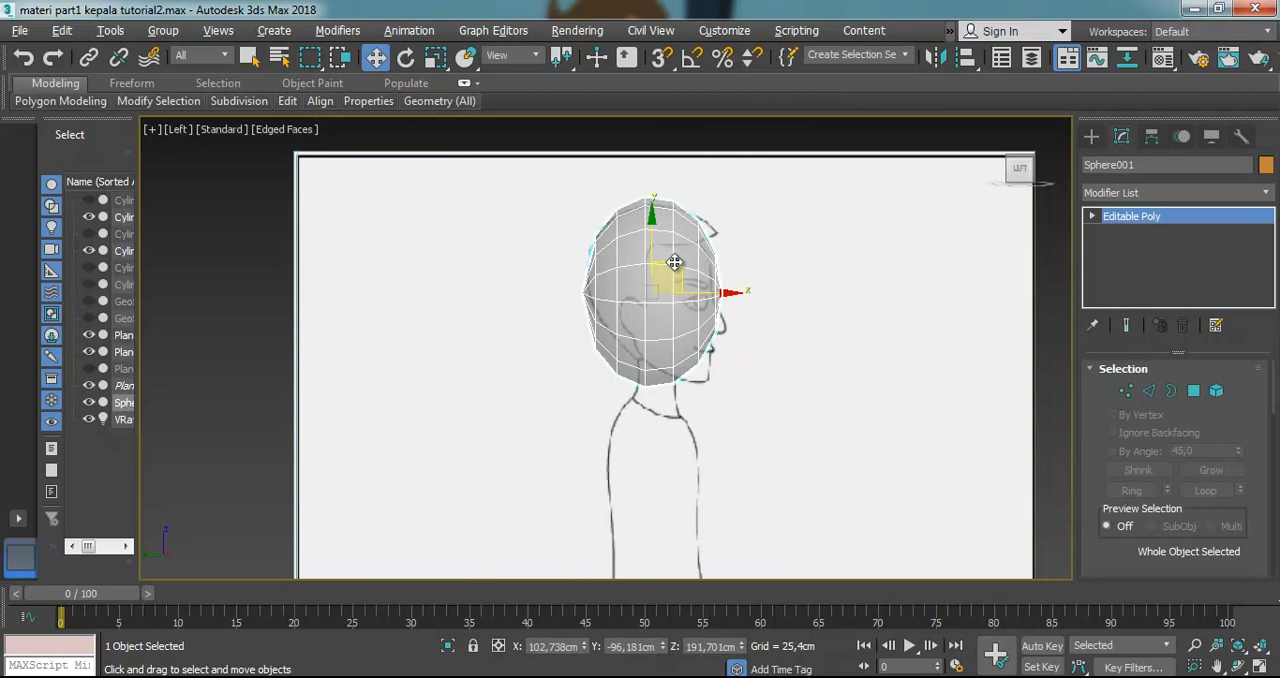 materi part1 kepala tutorial2.max - Autodesk 3ds Max 2018
File Edit Tools Group Views Create Modifiers Animation Graph Editors Rendering Civil View Customize Scripting Content » Sign In Workspaces: Default
All View Create Selection Se
Modeling Freeform Selection Object Paint Populate
Polygon Modeling Modify Selection Subdivision Edit Align Properties Geometry (All)
Select
[+] [Left] [Standard] [Edged Faces]
LEFT
Name (Sorted A
Cylin
Cylin
Cylin
Cylin
Cylin
Cylin
Geo
Geo
Plan
Plan
Plan
Plan
Sphe
VRa
y
x
z
Sphere001
Modifier List
Editable Poly
Selection
By Vertex
Ignore Backfacing
By Angle: 45,0
Shrink Grow
Ring Loop
Preview Selection
Off SubObj Multi
Whole Object Selected
< 0 / 100 >
0 5 10 15 20 25 30 35 40 45 50 55 60 65 70 75 80 85 90 95 100
1 Object Selected X: 102,738cm Y: -96,181cm Z: 191,701cm Grid = 25,4cm Auto Key Selected
MAXScript Mi Click and drag to select and move objects Add Time Tag 0 Set Key Key Filters...